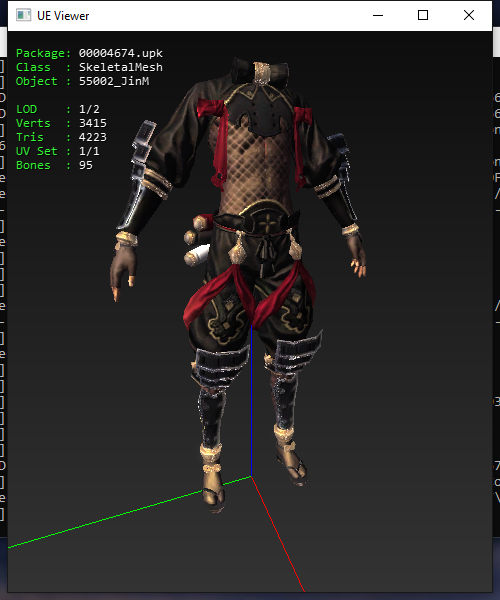 UE Viewer
Package: 00004674.upk
Class : SkeletalMesh
Object : 55002_JinM
LOD : 1/2
Verts : 3415
Tris : 4223
UV Set : 1/1
Bones : 95